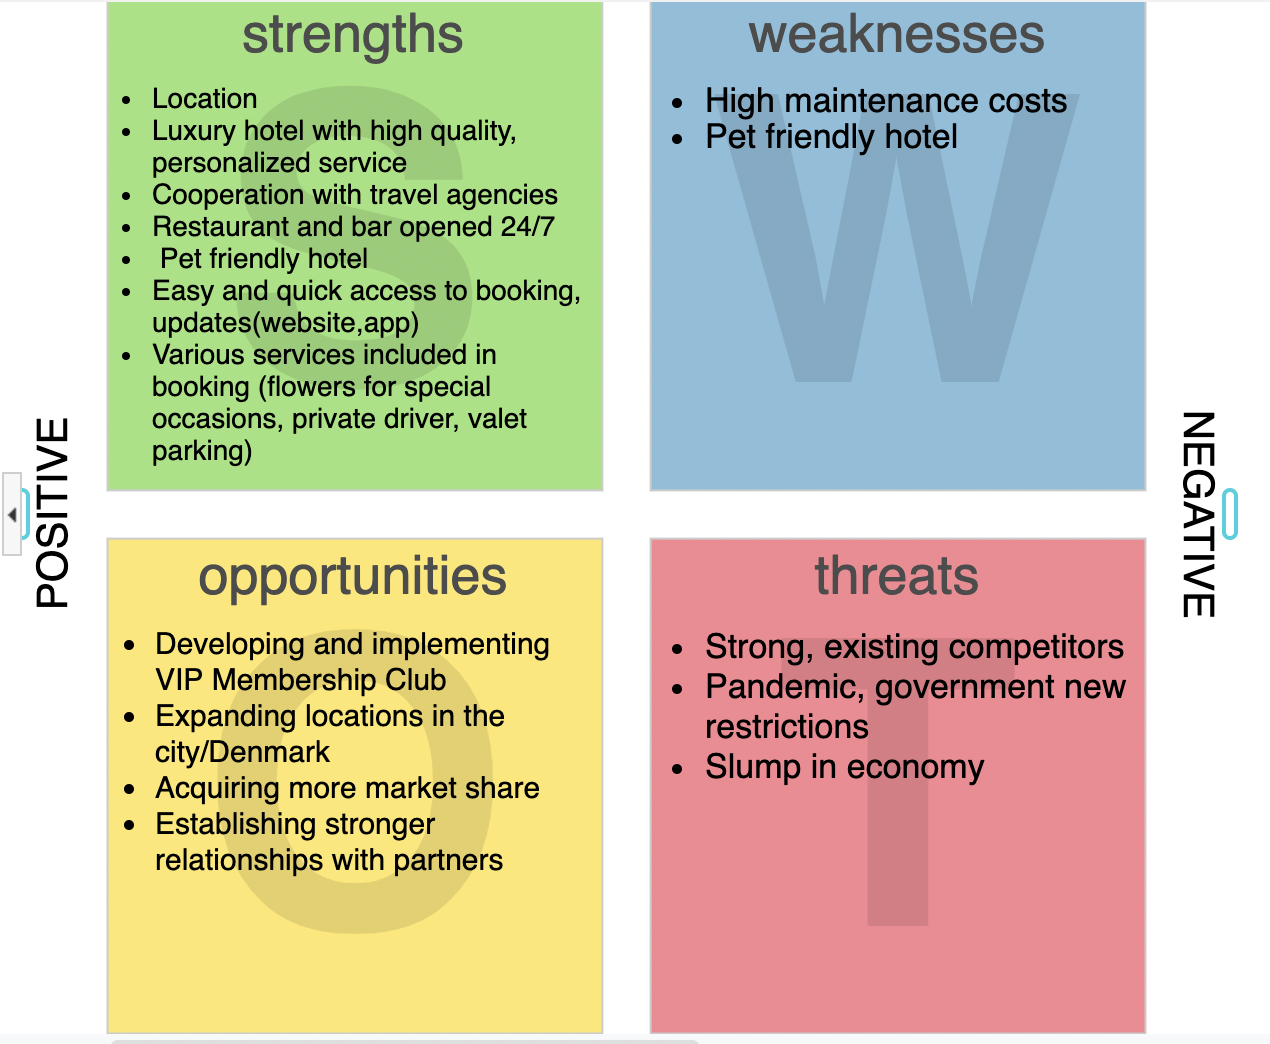 strengths
• Location
• Luxury hotel with high quality,
personalized service
• Cooperation with travel agencies
• Restaurant and bar opened 24/7
• Pet friendly hotel
• Easy and quick access to booking,
updates(website,app)
• Various services included in
booking (flowers for special
occasions, private driver, valet
parking)
S
weaknesses
• High maintenance costs
• Pet friendly hotel
W
POSITIVE
NEGATIVE
opportunities
• Developing and implementing
VIP Membership Club
• Expanding locations in the
city/Denmark
• Acquiring more market share
• Establishing stronger
relationships with partners
O
threats
• Strong, existing competitors
• Pandemic, government new
restrictions
• Slump in economy
T